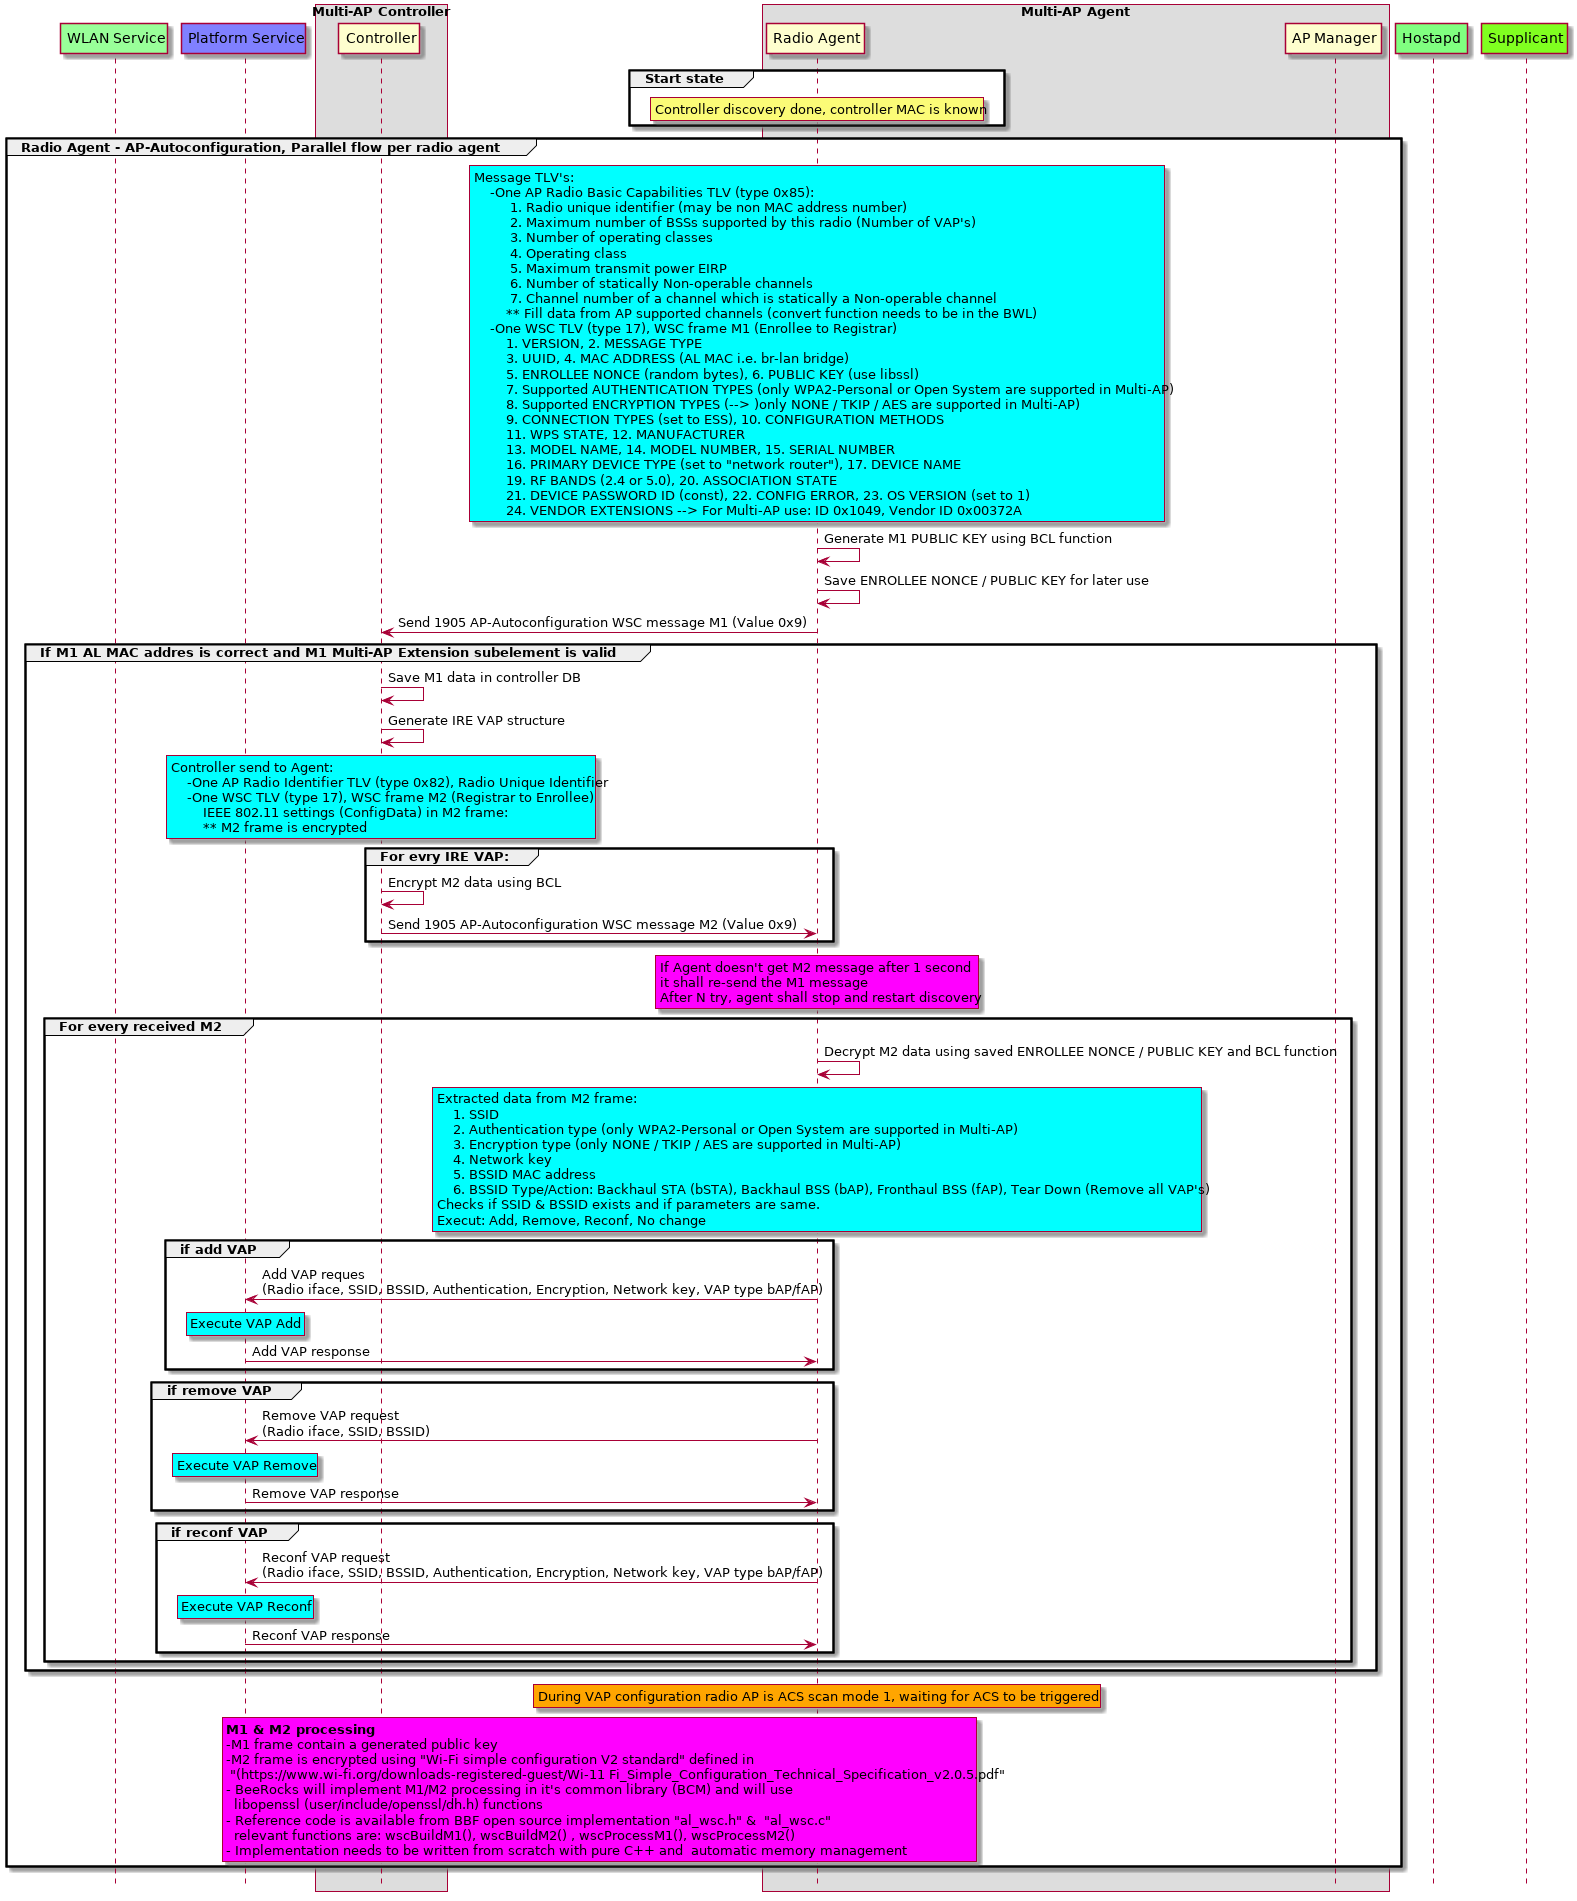 Multi-AP Controller
Multi-AP Agent
WLAN Service
Platform Service
Controller
Radio Agent
AP Manager
Hostapd
Supplicant
Start state
Controller discovery done, controller MAC is known
Radio Agent - AP-Autoconfiguration, Parallel flow per radio agent
Message TLV's:
-One AP Radio Basic Capabilities TLV (type 0x85):
1. Radio unique identifier (may be non MAC address number)
2. Maximum number of BSSs supported by this radio (Number of VAP's)
3. Number of operating classes
4. Operating class
5. Maximum transmit power EIRP
6. Number of statically Non-operable channels
7. Channel number of a channel which is statically a Non-operable channel
** Fill data from AP supported channels (convert function needs to be in the BWL)
-One WSC TLV (type 17), WSC frame M1 (Enrollee to Registrar)
1. VERSION, 2. MESSAGE TYPE
3. UUID, 4. MAC ADDRESS (AL MAC i.e. br-lan bridge)
5. ENROLLEE NONCE (random bytes), 6. PUBLIC KEY (use libssl)
7. Supported AUTHENTICATION TYPES (only WPA2-Personal or Open System are supported in Multi-AP)
8. Supported ENCRYPTION TYPES (--> )only NONE / TKIP / AES are supported in Multi-AP)
9. CONNECTION TYPES (set to ESS), 10. CONFIGURATION METHODS
11. WPS STATE, 12. MANUFACTURER
13. MODEL NAME, 14. MODEL NUMBER, 15. SERIAL NUMBER
16. PRIMARY DEVICE TYPE (set to "network router"), 17. DEVICE NAME
19. RF BANDS (2.4 or 5.0), 20. ASSOCIATION STATE
21. DEVICE PASSWORD ID (const), 22. CONFIG ERROR, 23. OS VERSION (set to 1)
24. VENDOR EXTENSIONS --> For Multi-AP use: ID 0x1049, Vendor ID 0x00372A
Generate M1 PUBLIC KEY using BCL function
Save ENROLLEE NONCE / PUBLIC KEY for later use
Send 1905 AP-Autoconfiguration WSC message M1 (Value 0x9)
If M1 AL MAC addres is correct and M1 Multi-AP Extension subelement is valid
Save M1 data in controller DB
Generate IRE VAP structure
Controller send to Agent:
-One AP Radio Identifier TLV (type 0x82), Radio Unique Identifier
-One WSC TLV (type 17), WSC frame M2 (Registrar to Enrollee)
IEEE 802.11 settings (ConfigData) in M2 frame:
** M2 frame is encrypted
For evry IRE VAP:
Encrypt M2 data using BCL
Send 1905 AP-Autoconfiguration WSC message M2 (Value 0x9)
If Agent doesn't get M2 message after 1 second
it shall re-send the M1 message
After N try, agent shall stop and restart discovery
For every received M2
Decrypt M2 data using saved ENROLLEE NONCE / PUBLIC KEY and BCL function
Extracted data from M2 frame:
1. SSID
2. Authentication type (only WPA2-Personal or Open System are supported in Multi-AP)
3. Encryption type (only NONE / TKIP / AES are supported in Multi-AP)
4. Network key
5. BSSID MAC address
6. BSSID Type/Action: Backhaul STA (bSTA), Backhaul BSS (bAP), Fronthaul BSS (fAP), Tear Down (Remove all VAP's)
Checks if SSID & BSSID exists and if parameters are same.
Execut: Add, Remove, Reconf, No change
if add VAP
Add VAP reques
(Radio iface, SSID, BSSID, Authentication, Encryption, Network key, VAP type bAP/fAP)
Execute VAP Add
Add VAP response
if remove VAP
Remove VAP request
(Radio iface, SSID, BSSID)
Execute VAP Remove
Remove VAP response
if reconf VAP
Reconf VAP request
(Radio iface, SSID, BSSID, Authentication, Encryption, Network key, VAP type bAP/fAP)
Execute VAP Reconf
Reconf VAP response
During VAP configuration radio AP is ACS scan mode 1, waiting for ACS to be triggered
M1 & M2 processing
-M1 frame contain a generated public key
-M2 frame is encrypted using "Wi-Fi simple configuration V2 standard" defined in
"(https://www.wi-fi.org/downloads-registered-guest/Wi-11 Fi_Simple_Configuration_Technical_Specification_v2.0.5.pdf"
- BeeRocks will implement M1/M2 processing in it's common library (BCM) and will use
libopenssl (user/include/openssl/dh.h) functions
- Reference code is available from BBF open source implementation "al_wsc.h" & "al_wsc.c"
relevant functions are: wscBuildM1(), wscBuildM2() , wscProcessM1(), wscProcessM2()
- Implementation needs to be written from scratch with pure C++ and automatic memory management